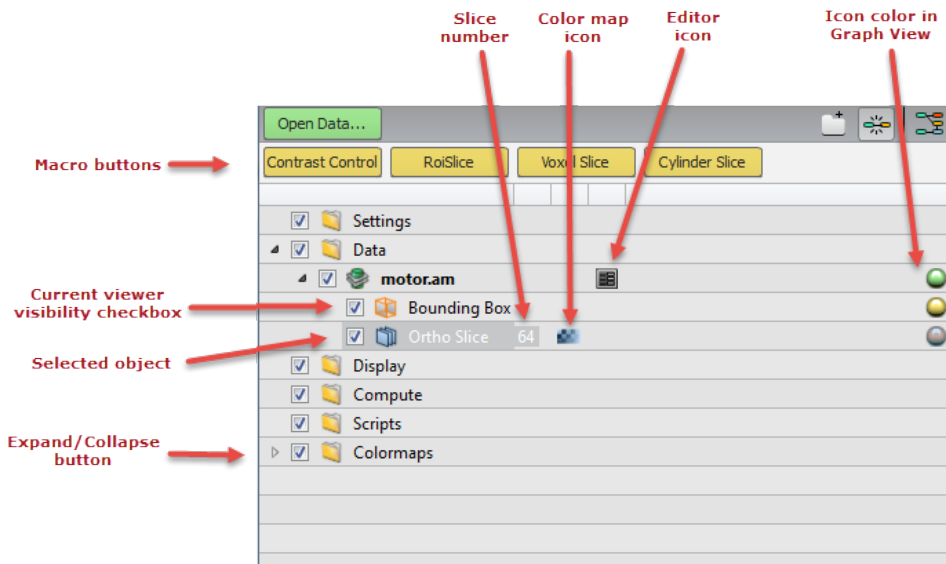 Slice number
Color map icon
Editor icon
Icon color in Graph View
Open Data...
Macro buttons
Contrast Control
RoiSlice
Voxel Slice
Cylinder Slice
Settings
Data
motor.am
Current viewer visibility checkbox
Bounding Box
Selected object
Ortho Slice 64
Display
Compute
Scripts
Expand/Collapse button
Colormaps